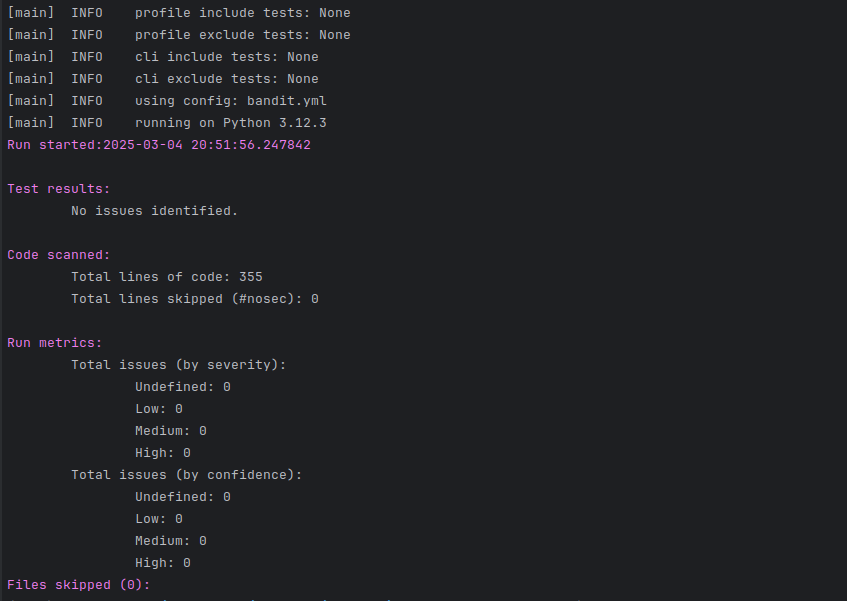 [main]  INFO    profile include tests: None
[main]  INFO    profile exclude tests: None
[main]  INFO    cli include tests: None
[main]  INFO    cli exclude tests: None
[main]  INFO    using config: bandit.yml
[main]  INFO    running on Python 3.12.3
Run started:2025-03-04 20:51:56.247842
Test results:
        No issues identified.
Code scanned:
        Total lines of code: 355
        Total lines skipped (#nosec): 0
Run metrics:
        Total issues (by severity):
                Undefined: 0
                Low: 0
                Medium: 0
                High: 0
        Total issues (by confidence):
                Undefined: 0
                Low: 0
                Medium: 0
                High: 0
Files skipped (0):